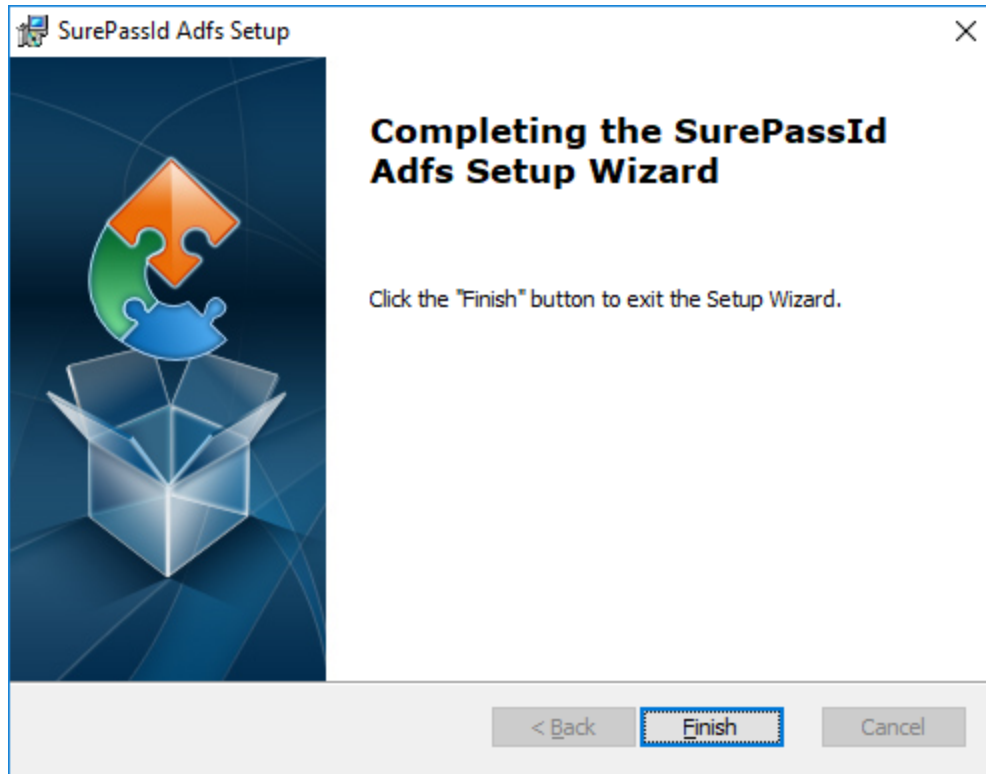 SurePassId Adfs Setup
Completing the SurePassId
Adfs Setup Wizard
Click the "Finish" button to exit the Setup Wizard.
< Back
Finish
Cancel